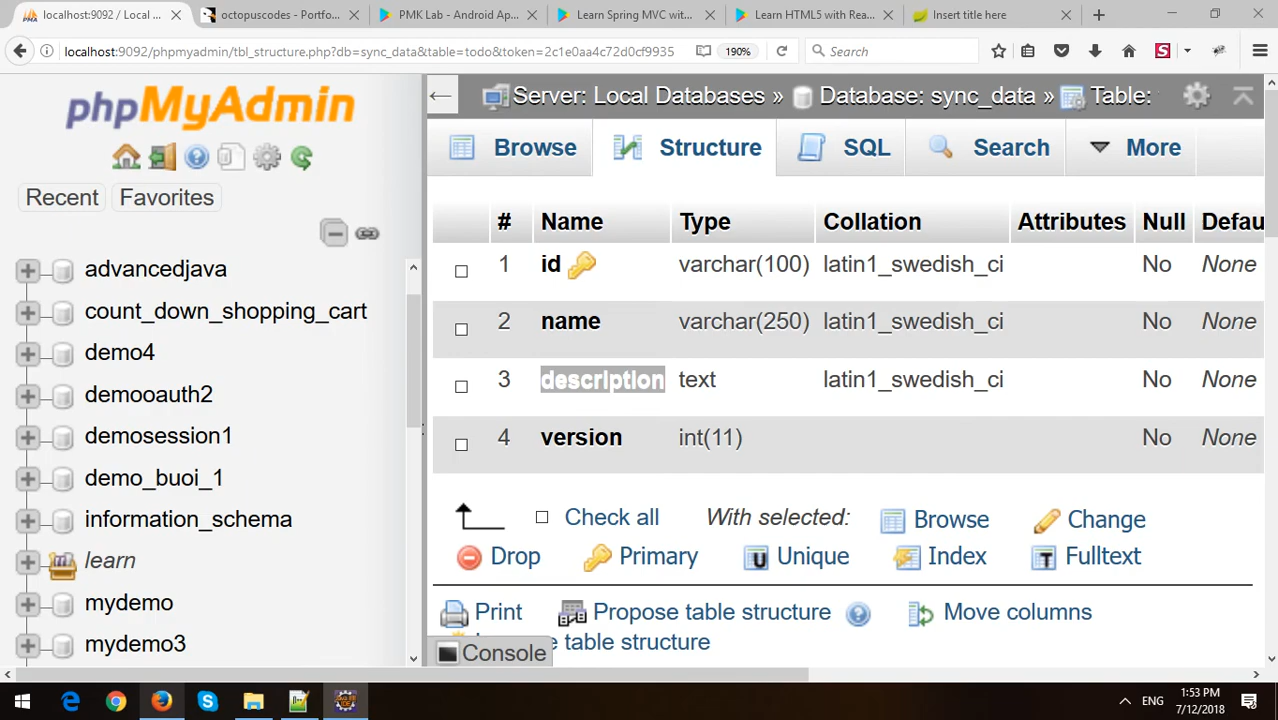 localhost:9092 / Local ...
octopuscodes - Portfo...
PMK Lab - Android Ap...
Learn Spring MVC wit...
Learn HTML5 with Rea...
Insert title here
localhost:9092/phpmyadmin/tbl_structure.php?db=sync_data&table=todo&token=2c1e0aa4c72d0cf9935
190%
Search
phpMyAdmin
Recent
Favorites
advancedjava
count_down_shopping_cart
demo4
demooauth2
demosession1
demo_buoi_1
information_schema
learn
mydemo
mydemo3
Server: Local Databases » Database: sync_data » Table:
Browse Structure SQL Search More
# Name Type Collation Attributes Null Defau
1 id varchar(100) latin1_swedish_ci No None
2 name varchar(250) latin1_swedish_ci No None
3 description text latin1_swedish_ci No None
4 version int(11) No None
Check all With selected: Browse Change
Drop Primary Unique Index Fulltext
Print Propose table structure Move columns
e table structure
Console
ENG
1:53 PM
7/12/2018